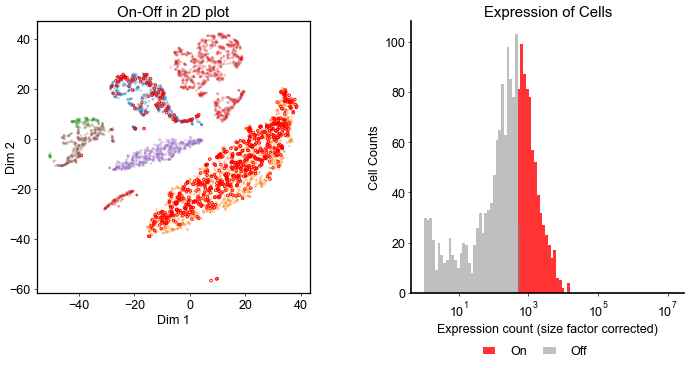 On-Off in 2D plot
40
20
0
−20
−40
−60
Dim 2
−40 −20 0 20 40
Dim 1
Expression of Cells
100
80
60
40
20
0
Cell Counts
10^1 10^3 10^5 10^7
Expression count (size factor corrected)
On Off